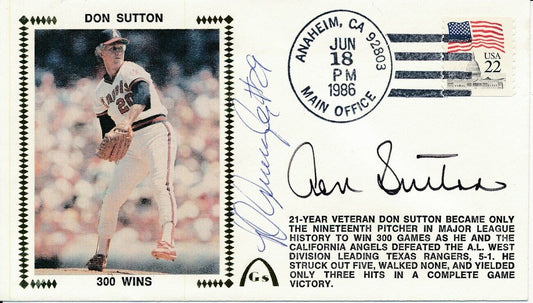 DON SUTTON
ANAHEIM, CA 92803
JUN
18
PM
1986
MAIN OFFICE
USA
22
Angels
20
Don Sutton
300 WINS
Gs
21-YEAR VETERAN DON SUTTON BECAME ONLY
THE NINETEENTH PITCHER IN MAJOR LEAGUE
HISTORY TO WIN 300 GAMES AS HE AND THE
CALIFORNIA ANGELS DEFEATED THE A.L. WEST
DIVISION LEADING TEXAS RANGERS, 5-1. HE
STRUCK OUT FIVE, WALKED NONE, AND YIELDED
ONLY THREE HITS IN A COMPLETE GAME
VICTORY.